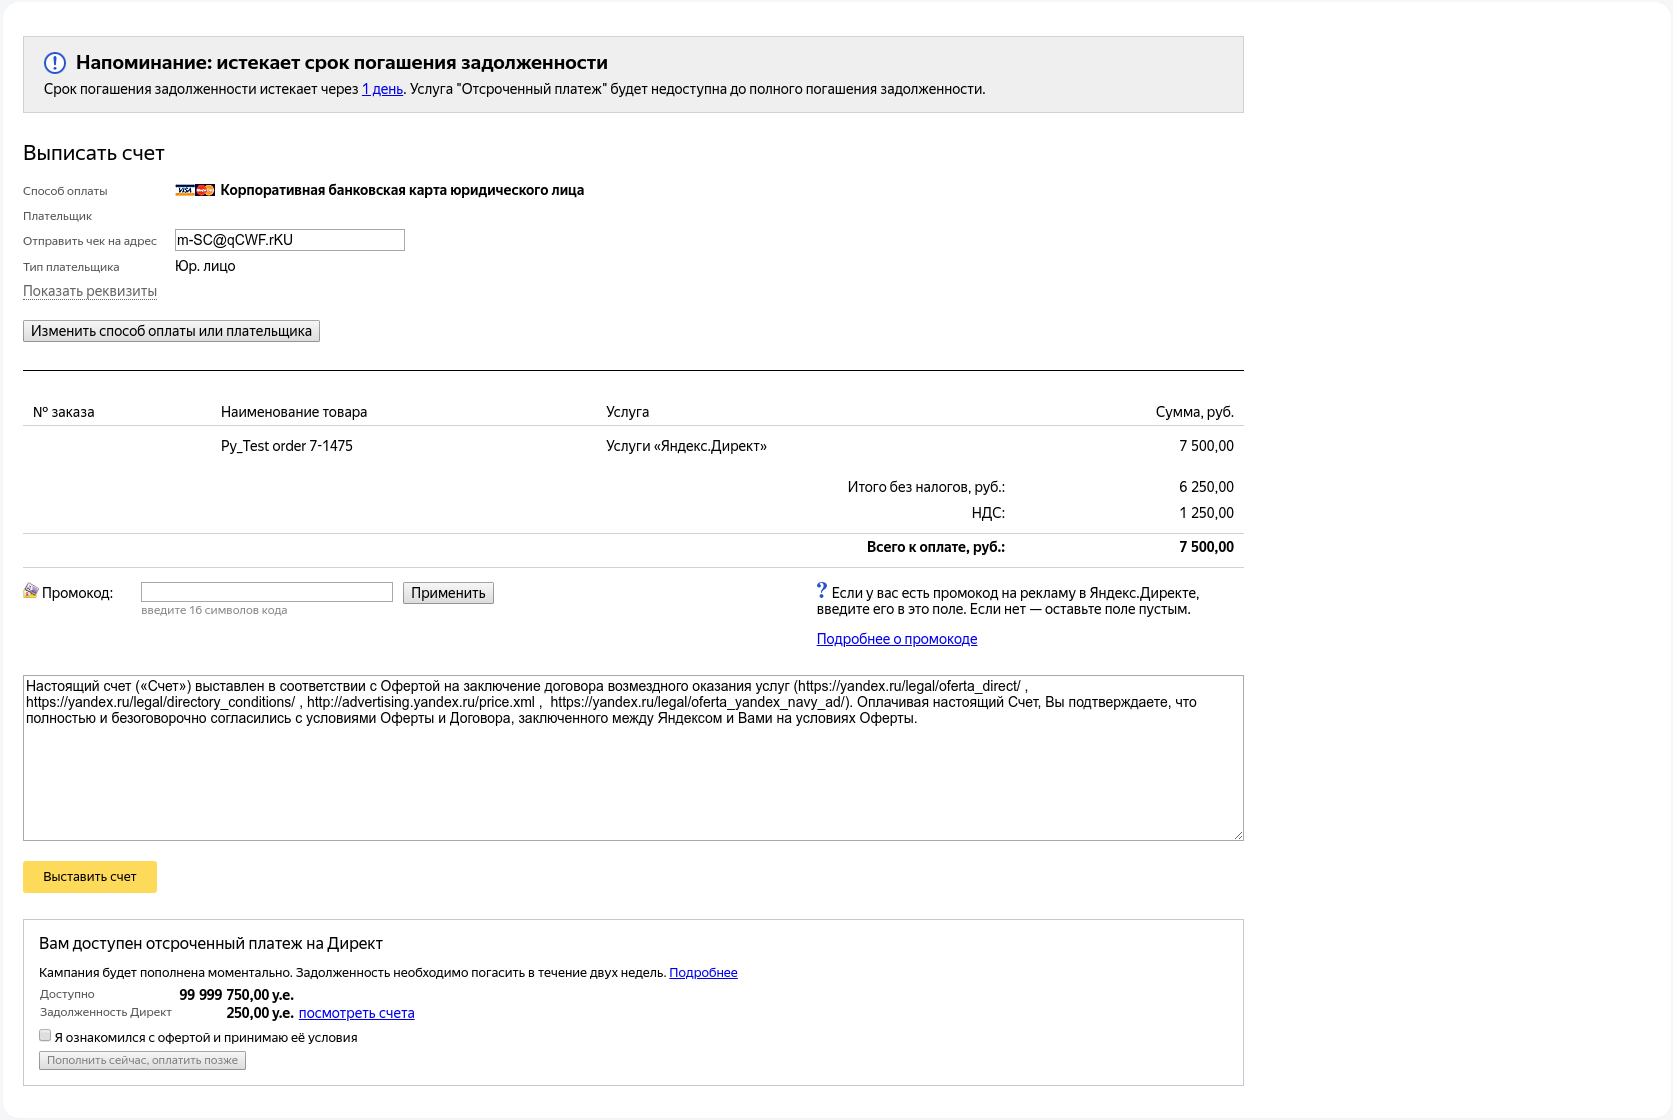 Напоминание: истекает срок погашения задолженности
Срок погашения задолженности истекает через 1 день. Услуга "Отсроченный платеж" будет недоступна до полного погашения задолженности.
Выписать счет
Способ оплаты VISA MasterCard Корпоративная банковская карта юридического лица
Плательщик
Отправить чек на адрес m-SC@qCWF.rKU
Тип плательщика Юр. лицо
Показать реквизиты
Изменить способ оплаты или плательщика
№ заказа Наименование товара Услуга Сумма, руб.
Py_Test order 7-1475 Услуги «Яндекс.Директ» 7 500,00
Итого без налогов, руб.: 6 250,00
НДС: 1 250,00
Всего к оплате, руб.: 7 500,00
Промокод: Применить
введите 16 символов кода
? Если у вас есть промокод на рекламу в Яндекс.Директе,
введите его в это поле. Если нет — оставьте поле пустым.
Подробнее о промокоде
Настоящий счет («Счет») выставлен в соответствии с Офертой на заключение договора возмездного оказания услуг (https://yandex.ru/legal/oferta_direct/ ,
https://yandex.ru/legal/directory_conditions/ , http://advertising.yandex.ru/price.xml ,  https://yandex.ru/legal/oferta_yandex_navy_ad/). Оплачивая настоящий Счет, Вы подтверждаете, что
полностью и безоговорочно согласились с условиями Оферты и Договора, заключенного между Яндексом и Вами на условиях Оферты.
Выставить счет
Вам доступен отсроченный платеж на Директ
Кампания будет пополнена моментально. Задолженность необходимо погасить в течение двух недель. Подробнее
Доступно 99 999 750,00 у.е.
Задолженность Директ 250,00 у.е. посмотреть счета
Я ознакомился с офертой и принимаю её условия
Пополнить сейчас, оплатить позже